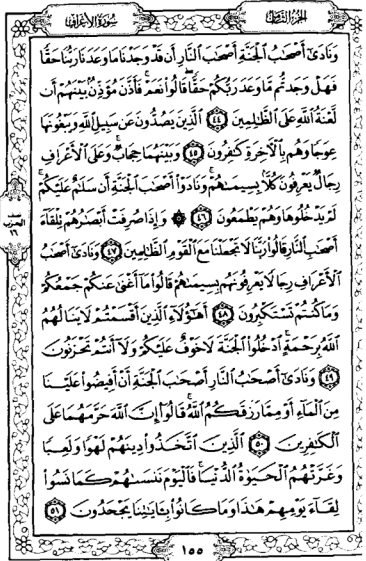 الجزء الثامن
سورة الأعراف
وَنَادَىٰٓ أَصْحَٰبُ ٱلْجَنَّةِ أَصْحَٰبَ ٱلنَّارِ أَن قَدْ وَجَدْنَا مَا وَعَدَنَا رَبُّنَا حَقًّا
فَهَلْ وَجَدتُّم مَّا وَعَدَ رَبُّكُمْ حَقًّا ۖ قَالُوا۟ نَعَمْ ۚ فَأَذَّنَ مُؤَذِّنٌۢ بَيْنَهُمْ أَن
لَّعْنَةُ ٱللَّهِ عَلَى ٱلظَّٰلِمِينَ ٤٤ ٱلَّذِينَ يَصُدُّونَ عَن سَبِيلِ ٱللَّهِ وَيَبْغُونَهَا
عِوَجًا وَهُم بِٱلْءَاخِرَةِ كَٰفِرُونَ ٤٥ وَبَيْنَهُمَا حِجَابٌ ۚ وَعَلَى ٱلْأَعْرَافِ
رِجَالٌ يَعْرِفُونَ كُلًّۢا بِسِيمَىٰهُمْ ۚ وَنَادَوْا۟ أَصْحَٰبَ ٱلْجَنَّةِ أَن سَلَٰمٌ عَلَيْكُمْ ۚ
لَمْ يَدْخُلُوهَا وَهُمْ يَطْمَعُونَ ٤٦ ۞ وَإِذَا صُرِفَتْ أَبْصَٰرُهُمْ تِلْقَآءَ
أَصْحَٰبِ ٱلنَّارِ قَالُوا۟ رَبَّنَا لَا تَجْعَلْنَا مَعَ ٱلْقَوْمِ ٱلظَّٰلِمِينَ ٤٧ وَنَادَىٰٓ أَصْحَٰبُ
ٱلْأَعْرَافِ رِجَالًا يَعْرِفُونَهُم بِسِيمَىٰهُمْ قَالُوا۟ مَآ أَغْنَىٰ عَنكُمْ جَمْعُكُمْ
وَمَا كُنتُمْ تَسْتَكْبِرُونَ ٤٨ أَهَٰٓؤُلَآءِ ٱلَّذِينَ أَقْسَمْتُمْ لَا يَنَالُهُمُ
ٱللَّهُ بِرَحْمَةٍ ۚ ٱدْخُلُوا۟ ٱلْجَنَّةَ لَا خَوْفٌ عَلَيْكُمْ وَلَآ أَنتُمْ تَحْزَنُونَ
٤٩ وَنَادَىٰٓ أَصْحَٰبُ ٱلنَّارِ أَصْحَٰبَ ٱلْجَنَّةِ أَنْ أَفِيضُوا۟ عَلَيْنَا
مِنَ ٱلْمَآءِ أَوْ مِمَّا رَزَقَكُمُ ٱللَّهُ ۚ قَالُوٓا۟ إِنَّ ٱللَّهَ حَرَّمَهُمَا عَلَى
ٱلْكَٰفِرِينَ ٥٠ ٱلَّذِينَ ٱتَّخَذُوا۟ دِينَهُمْ لَهْوًا وَلَعِبًا
وَغَرَّتْهُمُ ٱلْحَيَوٰةُ ٱلدُّنْيَا ۚ فَٱلْيَوْمَ نَنسَىٰهُمْ كَمَا نَسُوا۟
لِقَآءَ يَوْمِهِمْ هَٰذَا وَمَا كَانُوا۟ بِـَٔايَٰتِنَا يَجْحَدُونَ ٥١
نصف
الحزب
١٦
١٥٥